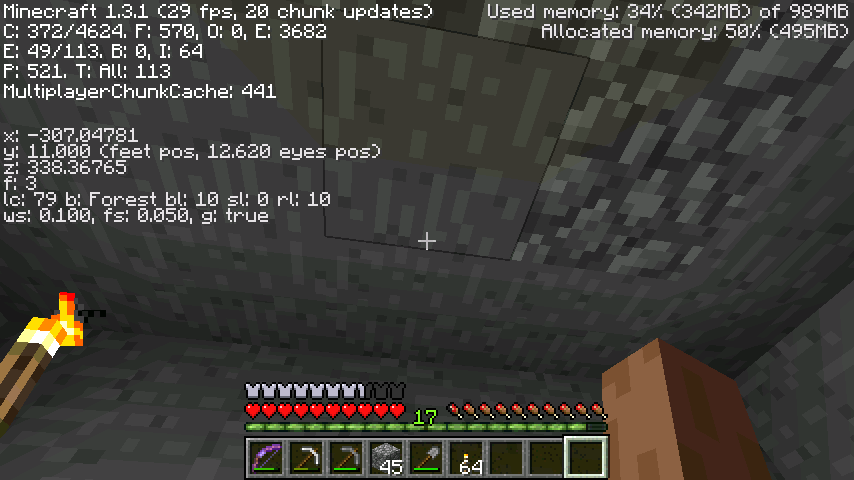 Minecraft 1.3.1 (29 fps, 20 chunk updates)
C: 372/4624. F: 570, O: 0, E: 3682
E: 49/113. B: 0, I: 64
P: 521. T: All: 113
MultiplayerChunkCache: 441
Used memory: 34% (342MB) of 989MB
Allocated memory: 50% (495MB)
x: -307.04781
y: 11.000 (feet pos, 12.620 eyes pos)
z: 338.36765
f: 3
lc: 79 b: Forest bl: 10 sl: 0 rl: 10
ws: 0.100, fs: 0.050, g: true
17
45
64